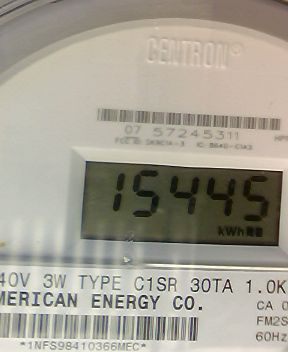 CENTRON®
07 57245311
15445
kWh
40V 3W TYPE C1SR 30TA 1.0K
MERICAN ENERGY CO.
CA 0
FM2S
60Hz
*1NFS98410366MEC*